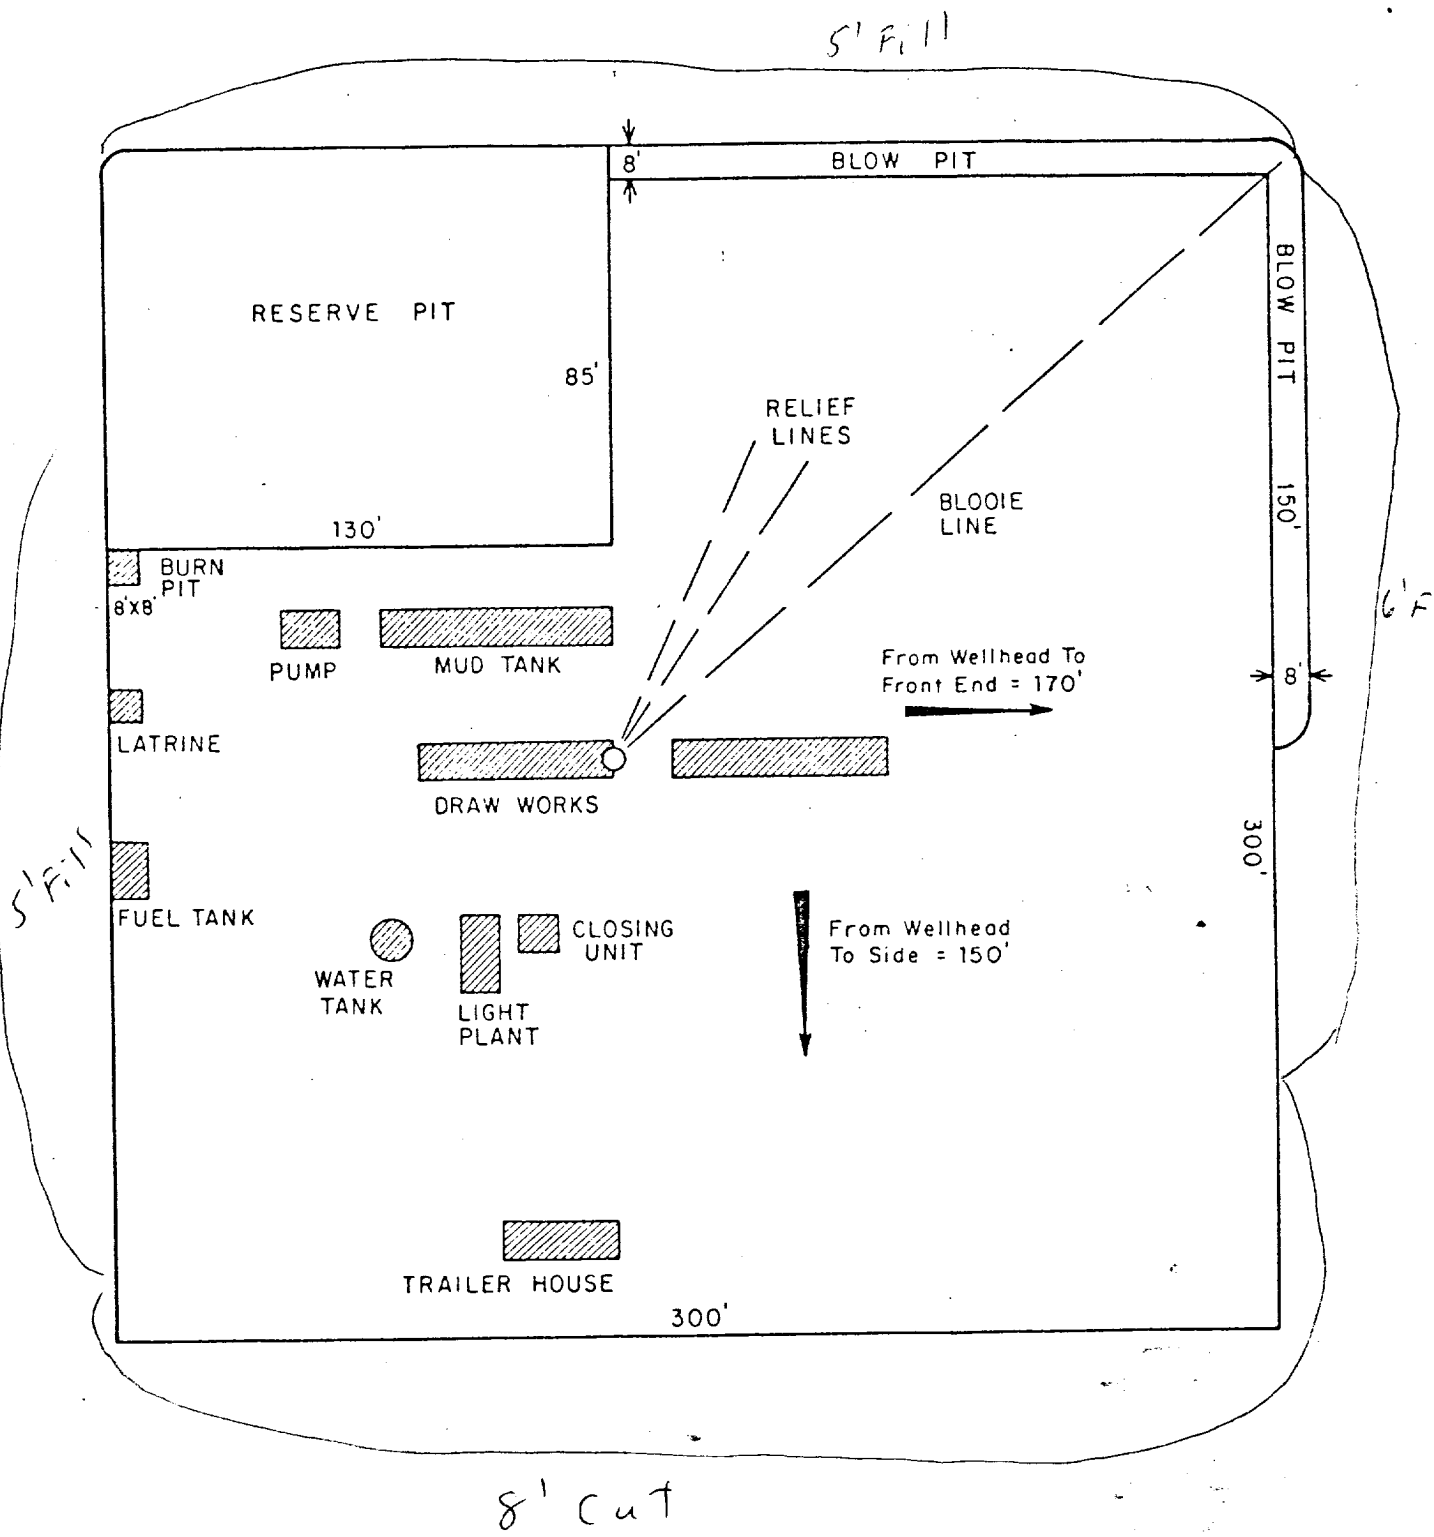 5' Fill
8'
BLOW PIT
BLOW PIT
RESERVE PIT
85'
RELIEF
LINES
BLOOIE
LINE
150'
130'
BURN
PIT
8'X8'
6'F
PUMP
MUD TANK
From Wellhead To
Front End = 170'
8'
LATRINE
DRAW WORKS
300'
5' Fill
FUEL TANK
CLOSING
UNIT
From Wellhead
To Side = 150'
WATER
TANK
LIGHT
PLANT
TRAILER HOUSE
300'
8' Cut